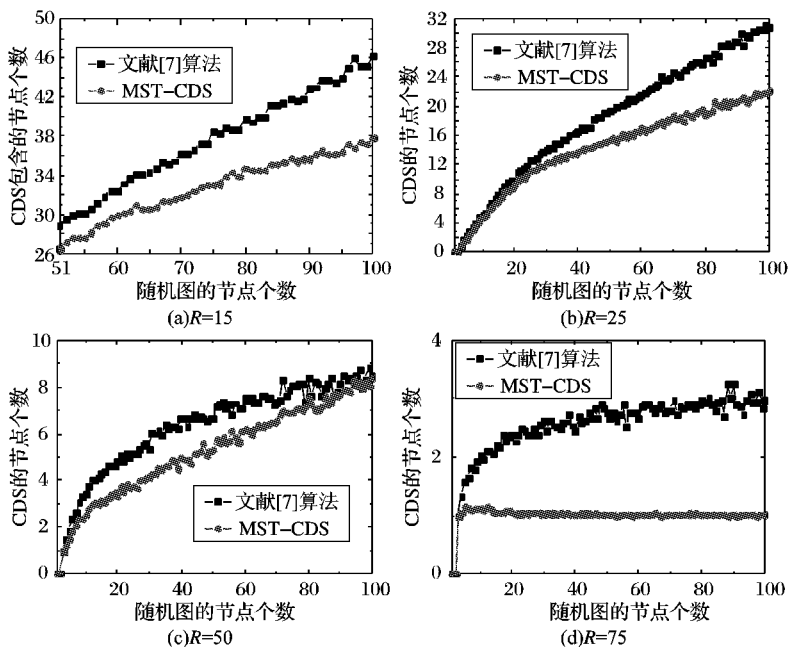 50
46
42
38
34
30
26
CDS包含的节点个数
文献[7]算法
MST-CDS
51
60
70
80
90
100
随机图的节点个数
(a)R=15
32
28
24
20
16
12
8
4
0
CDS的节点个数
文献[7]算法
MST-CDS
20
40
60
80
100
随机图的节点个数
(b)R=25
10
8
6
4
2
0
CDS的节点个数
文献[7]算法
MST-CDS
20
40
60
80
100
随机图的节点个数
(c)R=50
4
2
0
CDS的节点个数
文献[7]算法
MST-CDS
20
40
60
80
100
随机图的节点个数
(d)R=75